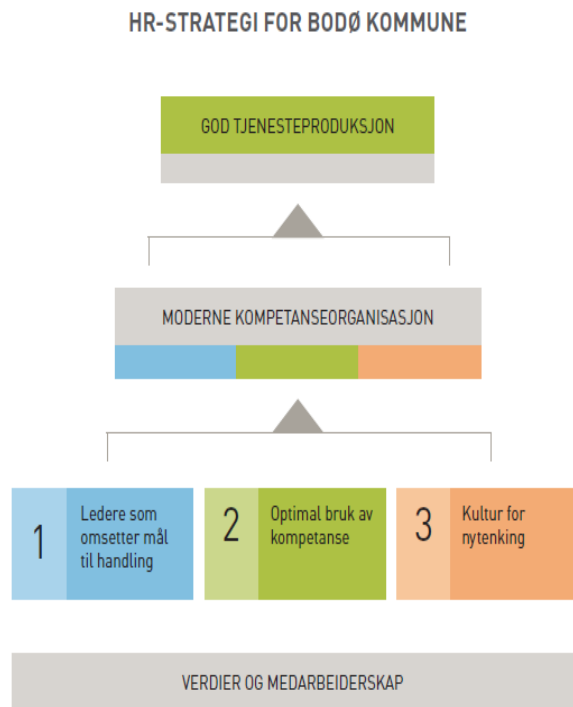 HR-STRATEGI FOR BODØ KOMMUNE
GOD TJENESTEPRODUKSJON
MODERNE KOMPETANSEORGANISASJON
1
Ledere som
omsetter mål
til handling
2
Optimal bruk av
kompetanse
3
Kultur for
nytenking
VERDIER OG MEDARBEIDERSKAP